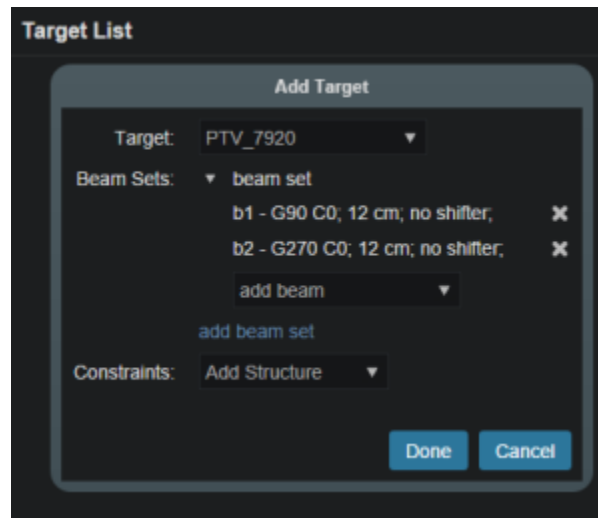 Target List
Add Target
Target: PTV_7920
Beam Sets: beam set
b1 - G90 C0; 12 cm; no shifter;
b2 - G270 C0; 12 cm; no shifter;
add beam
add beam set
Constraints: Add Structure
Done Cancel